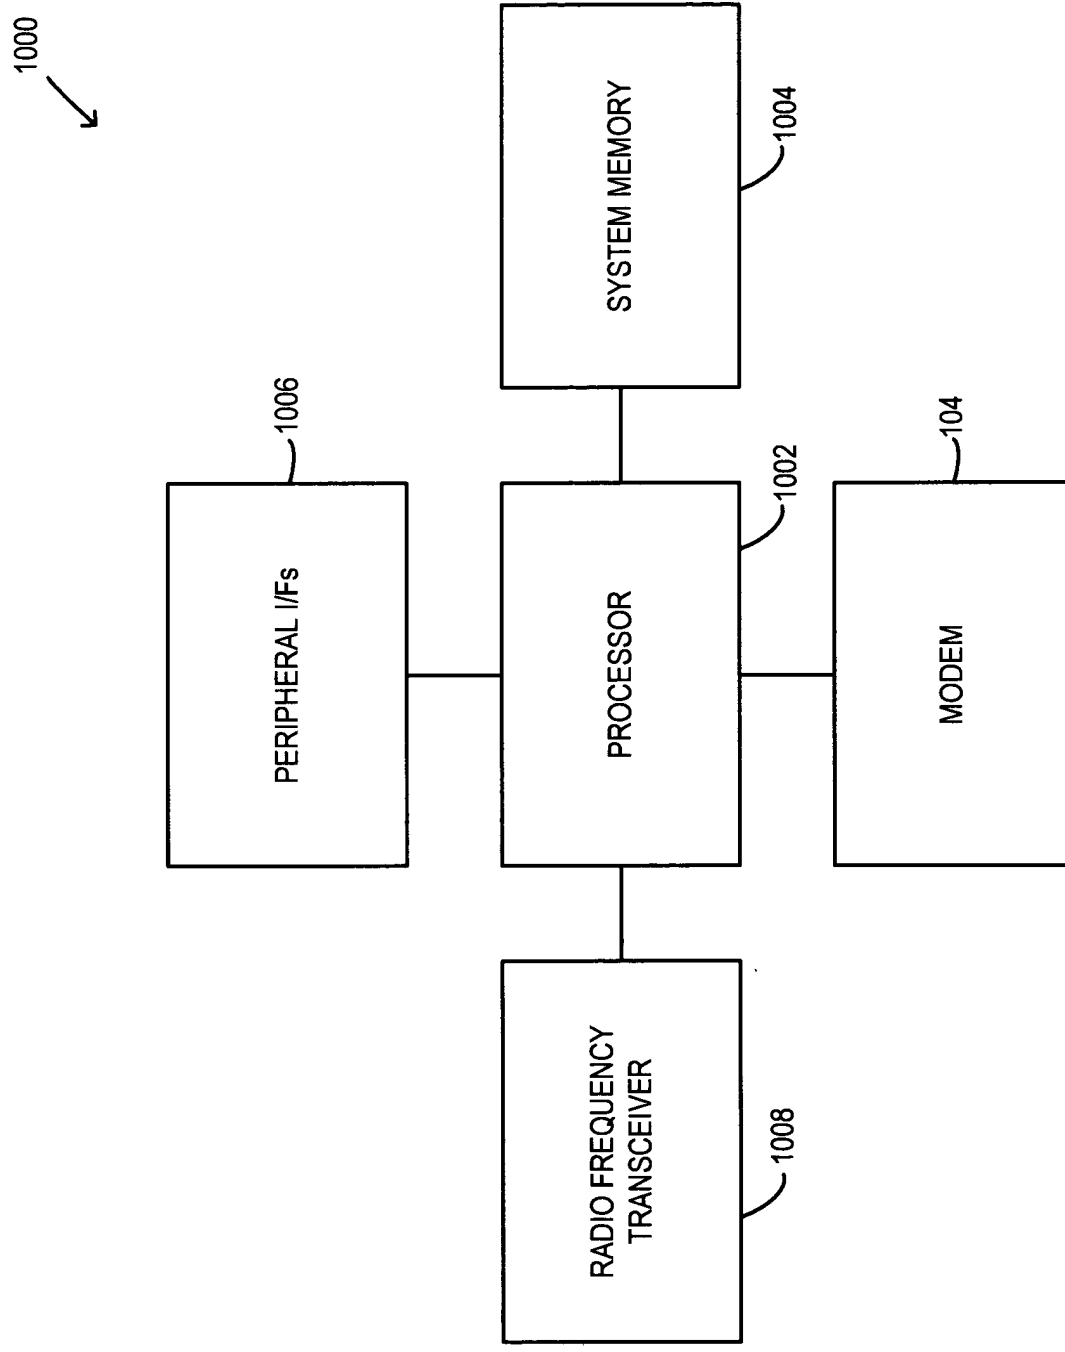 1000
PERIPHERAL I/Fs
1006
RADIO FREQUENCY
TRANSCEIVER
1008
PROCESSOR
1002
SYSTEM MEMORY
1004
MODEM
104